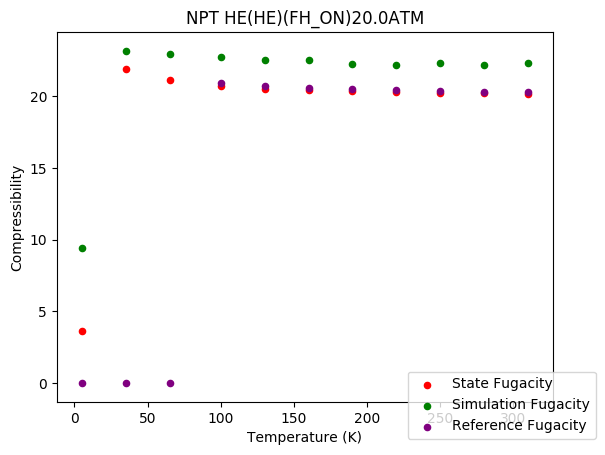 NPT HE(HE)(FH_ON)20.0ATM
Compressibility
20
15
10
5
0
0 50 100 150 200 250 300
Temperature (K)
State Fugacity
Simulation Fugacity
Reference Fugacity